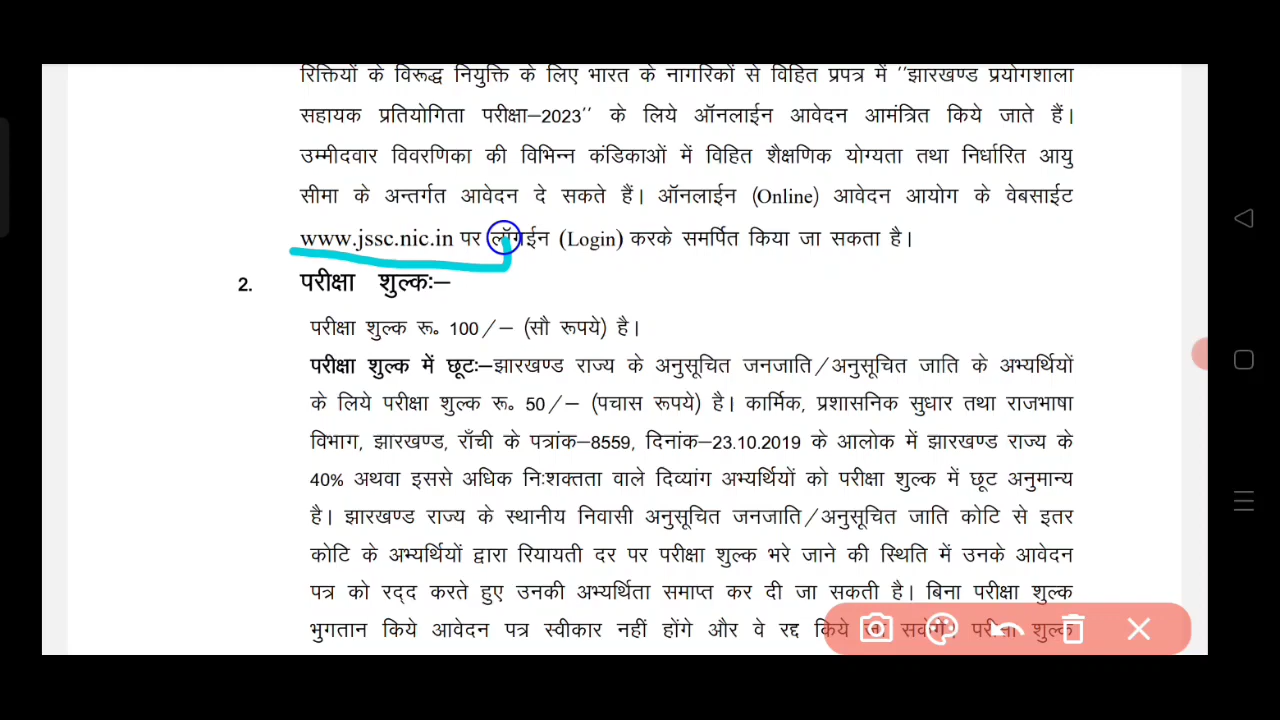 रिक्तियों के विरूद्ध नियुक्ति के लिए भारत के नागरिकों से विहित प्रपत्र में ''झारखण्ड प्रयोगशाला
सहायक प्रतियोगिता परीक्षा–2023'' के लिये ऑनलाईन आवेदन आमंत्रित किये जाते हैं।
उम्मीदवार विवरणिका की विभिन्न कंडिकाओं में विहित शैक्षणिक योग्यता तथा निर्धारित आयु
सीमा के अन्तर्गत आवेदन दे सकते हैं। ऑनलाईन (Online) आवेदन आयोग के वेबसाईट
www.jssc.nic.in पर लॉगईन (Login) करके समर्पित किया जा सकता है।
2. परीक्षा शुल्कः–
परीक्षा शुल्क रू॰ 100/– (सौ रूपये) है।
परीक्षा शुल्क में छूटः–झारखण्ड राज्य के अनुसूचित जनजाति/अनुसूचित जाति के अभ्यर्थियों
के लिये परीक्षा शुल्क रू॰ 50/– (पचास रूपये) है। कार्मिक, प्रशासनिक सुधार तथा राजभाषा
विभाग, झारखण्ड, राँची के पत्रांक–8559, दिनांक–23.10.2019 के आलोक में झारखण्ड राज्य के
40% अथवा इससे अधिक निःशक्तता वाले दिव्यांग अभ्यर्थियों को परीक्षा शुल्क में छूट अनुमान्य
है। झारखण्ड राज्य के स्थानीय निवासी अनुसूचित जनजाति/अनुसूचित जाति कोटि से इतर
कोटि के अभ्यर्थियों द्वारा रियायती दर पर परीक्षा शुल्क भरे जाने की स्थिति में उनके आवेदन
पत्र को रद्द करते हुए उनकी अभ्यर्थिता समाप्त कर दी जा सकती है। बिना परीक्षा शुल्क
भुगतान किये आवेदन पत्र स्वीकार नहीं होंगे और वे रद्द किये जा सकेंगे। परीक्षा शुल्क